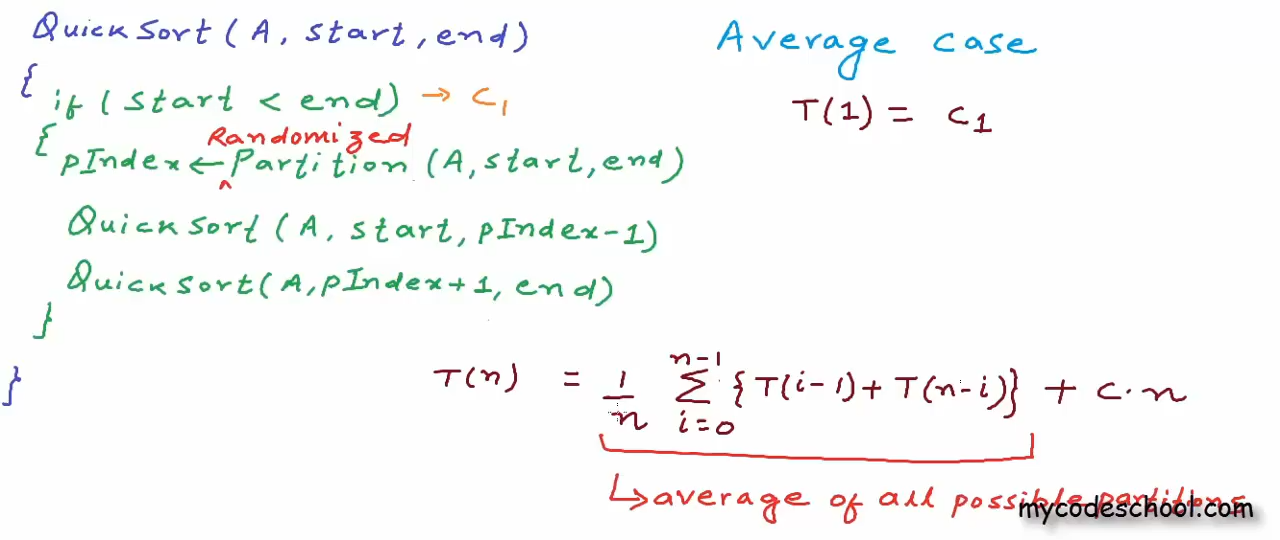 QuickSort(A, start, end)
{
if (start < end) → C₁
{
Randomized
pIndex ← Partition (A, start, end)
^
QuickSort(A, start, pIndex-1)
QuickSort(A, pIndex+1, end)
}
}
Average case
T(1) = C₁
T(n) = 1/n n-1 Σ i=0 {T(i-1) + T(n-i)} + c·n
↳ average of all possible partitions
mycodeschool.com